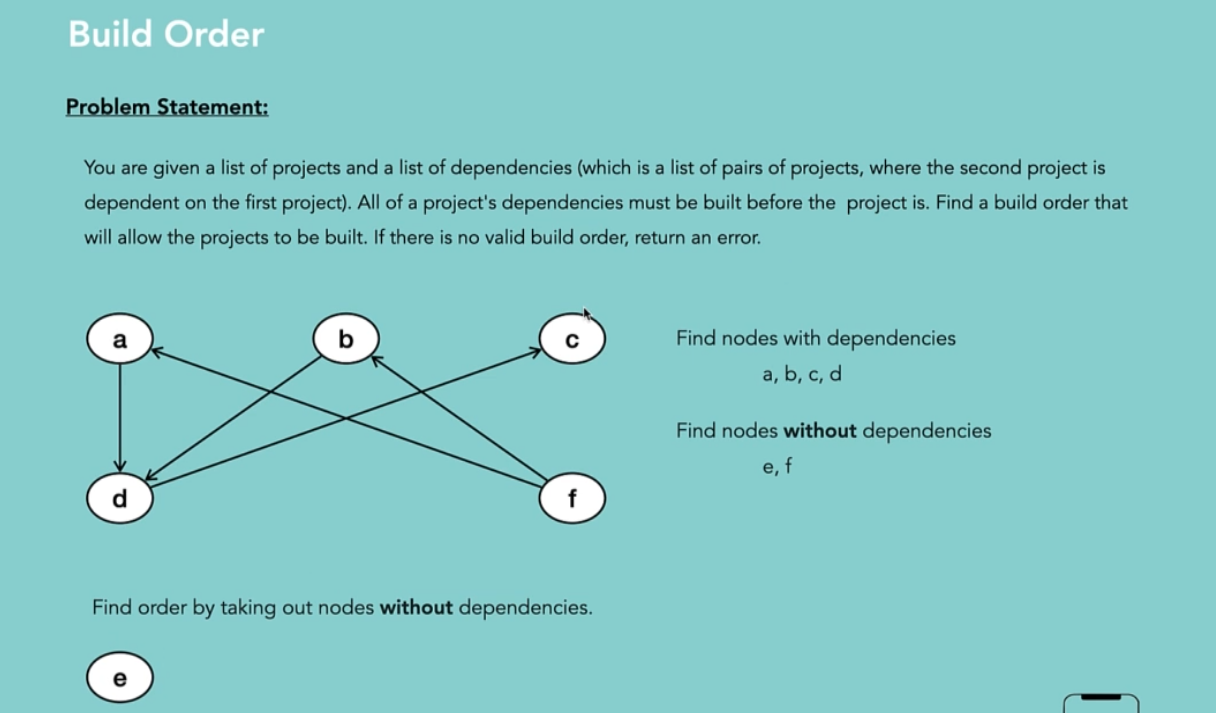 Build Order
Problem Statement:
You are given a list of projects and a list of dependencies (which is a list of pairs of projects, where the second project is
dependent on the first project). All of a project's dependencies must be built before the project is. Find a build order that
will allow the projects to be built. If there is no valid build order, return an error.
a
b
c
Find nodes with dependencies
a, b, c, d
Find nodes without dependencies
e, f
d
f
Find order by taking out nodes without dependencies.
e